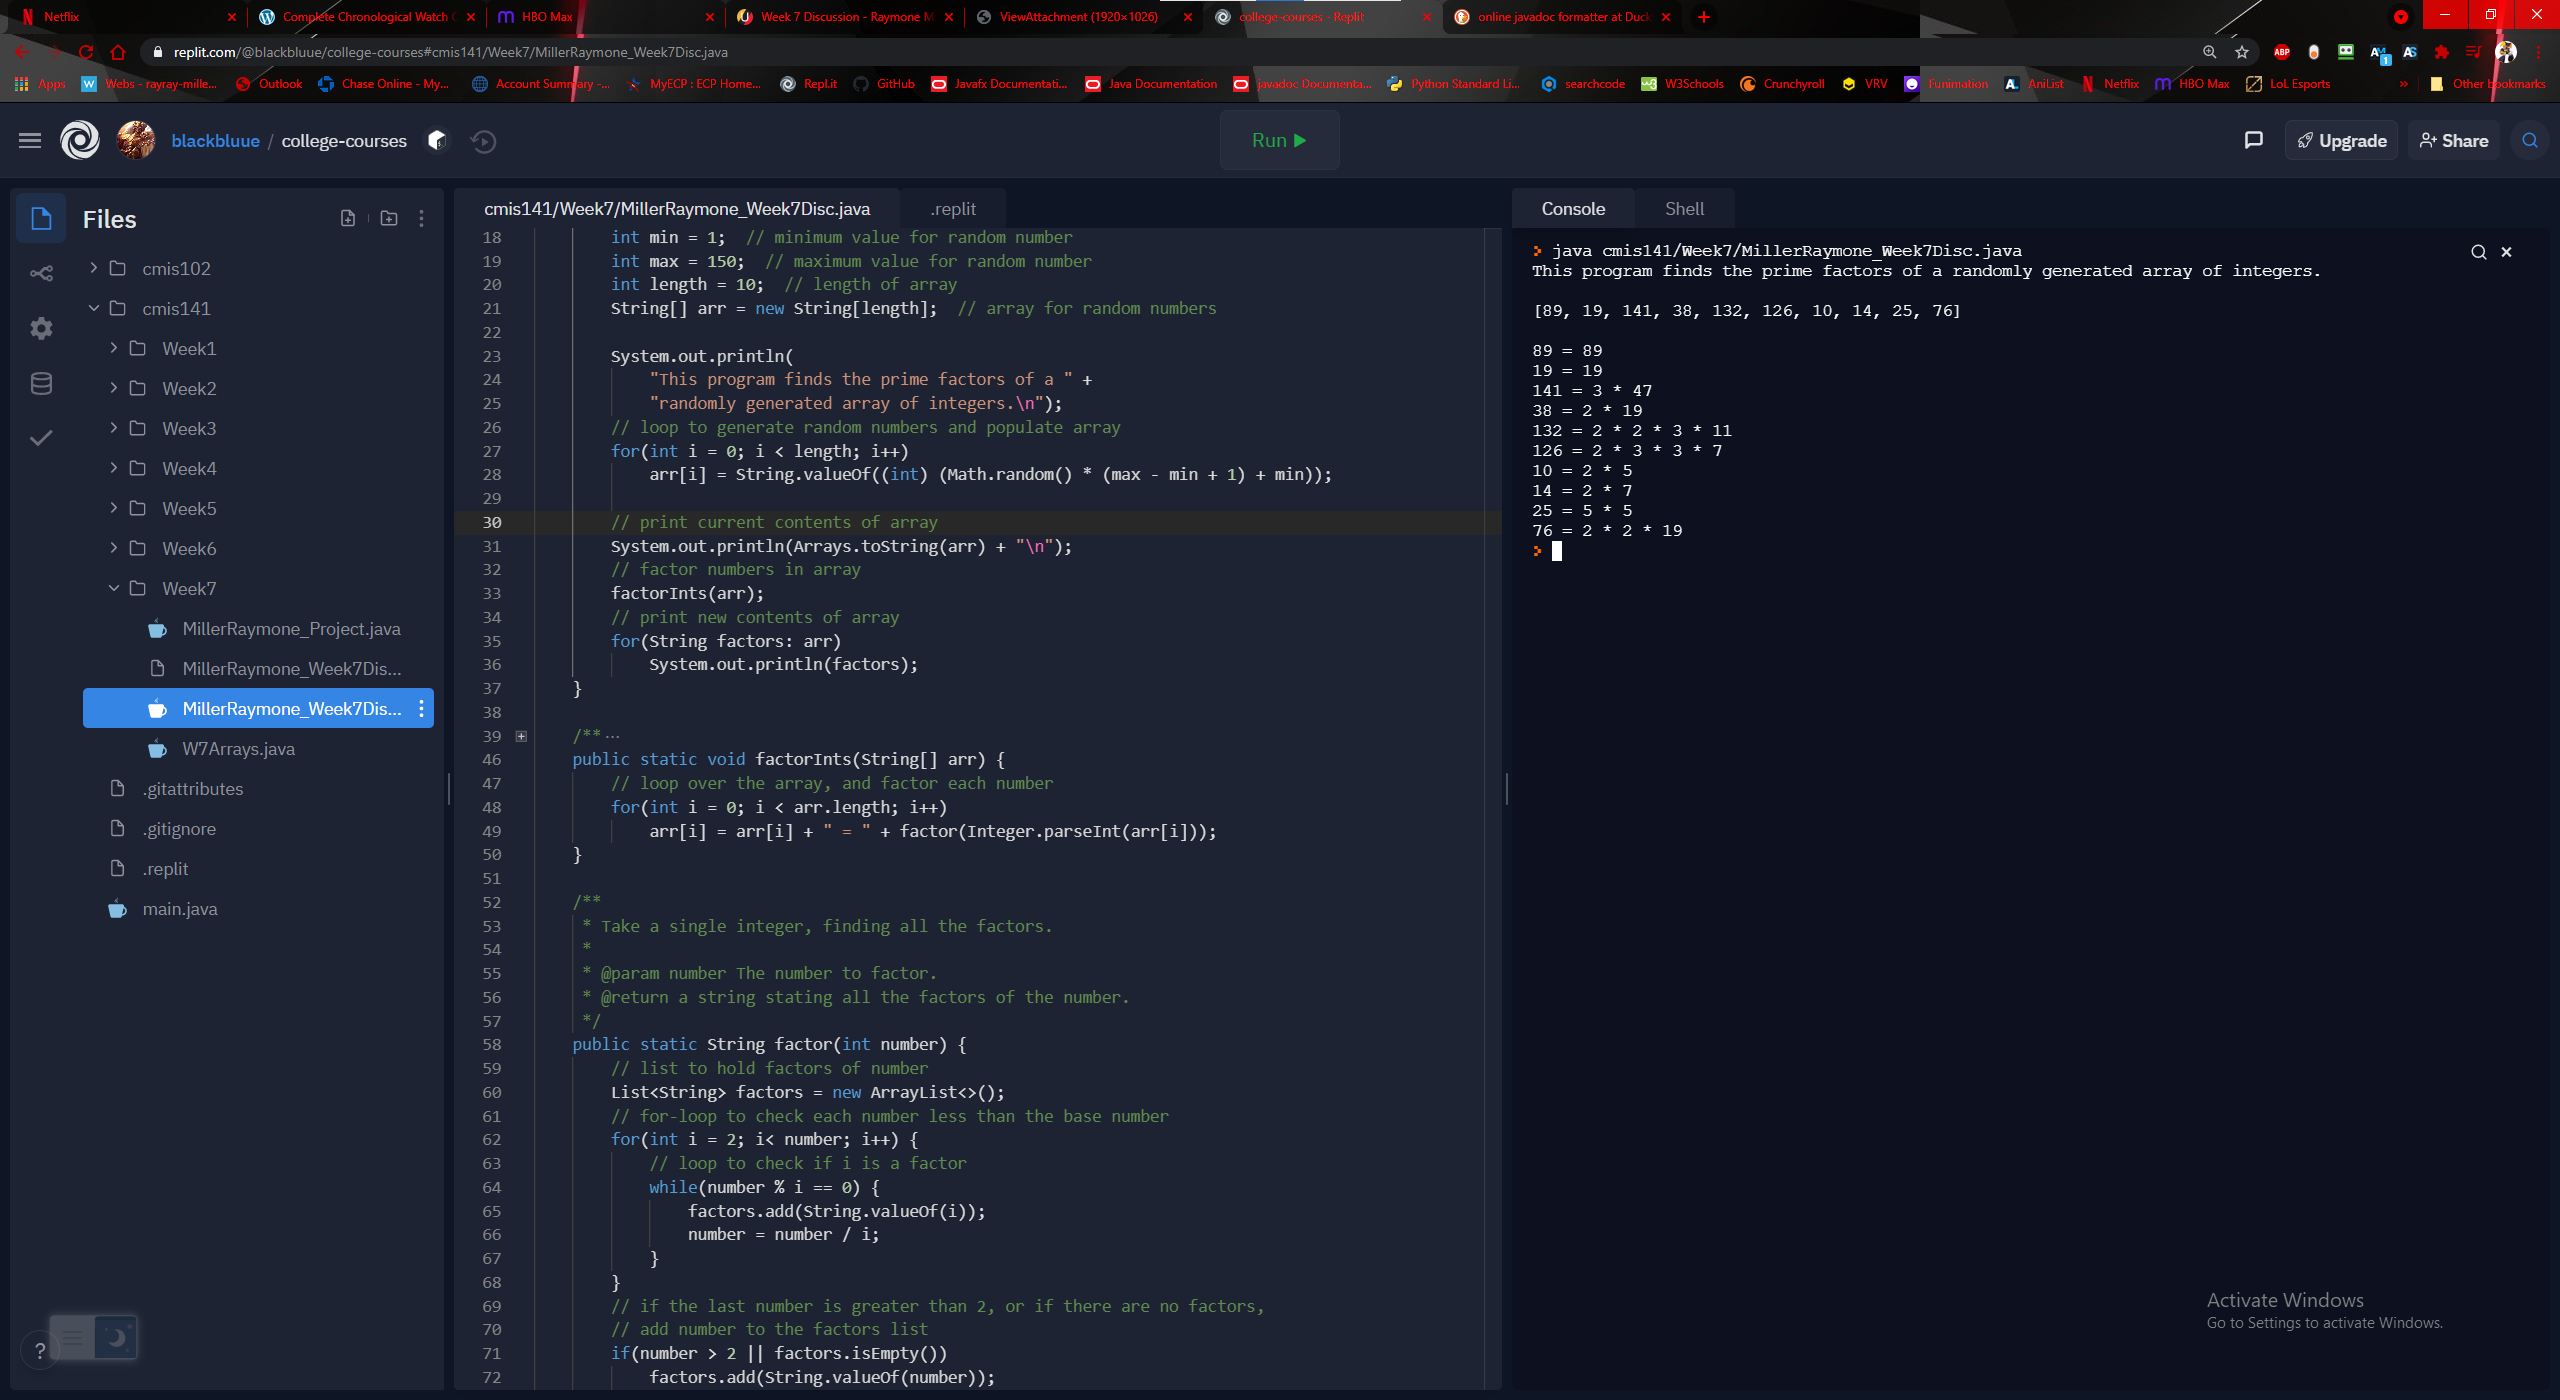 Netflix
Complete Chronological Watch
HBO Max
Week 7 Discussion - Raymone M
ViewAttachment (1920×1026)
college-courses - Replit
online javadoc formatter at Duck
replit.com/@blackbluue/college-courses#cmis141/Week7/MillerRaymone_Week7Disc.java
Apps
Webs - rayray-mille...
Outlook
Chase Online - My...
Account Summary -...
MyECP : ECP Home...
RepLit
GitHub
Javafx Documentati...
Java Documentation
javadoc Documenta...
Python Standard Li...
searchcode
W3Schools
Crunchyroll
VRV
Funimation
AniList
Netflix
HBO Max
LoL Esports
»
Other bookmarks
blackbluue / college-courses
Run
Upgrade
Share
Files
cmis102
cmis141
Week1
Week2
Week3
Week4
Week5
Week6
Week7
MillerRaymone_Project.java
MillerRaymone_Week7Dis...
MillerRaymone_Week7Dis...
W7Arrays.java
.gitattributes
.gitignore
.replit
main.java
?
cmis141/Week7/MillerRaymone_Week7Disc.java
.replit
18 int min = 1;  // minimum value for random number
19 int max = 150;  // maximum value for random number
20 int length = 10;  // length of array
21 String[] arr = new String[length];  // array for random numbers
22
23 System.out.println(
24 "This program finds the prime factors of a " +
25 "randomly generated array of integers.\n");
26 // loop to generate random numbers and populate array
27 for(int i = 0; i < length; i++)
28 arr[i] = String.valueOf((int) (Math.random() * (max - min + 1) + min));
29
30 // print current contents of array
31 System.out.println(Arrays.toString(arr) + "\n");
32 // factor numbers in array
33 factorInts(arr);
34 // print new contents of array
35 for(String factors: arr)
36 System.out.println(factors);
37 }
38
39 /** ...
46 public static void factorInts(String[] arr) {
47 // loop over the array, and factor each number
48 for(int i = 0; i < arr.length; i++)
49 arr[i] = arr[i] + " = " + factor(Integer.parseInt(arr[i]));
50 }
51
52 /**
53 * Take a single integer, finding all the factors.
54 *
55 * @param number The number to factor.
56 * @return a string stating all the factors of the number.
57 */
58 public static String factor(int number) {
59 // list to hold factors of number
60 List<String> factors = new ArrayList<>();
61 // for-loop to check each number less than the base number
62 for(int i = 2; i< number; i++) {
63 // loop to check if i is a factor
64 while(number % i == 0) {
65 factors.add(String.valueOf(i));
66 number = number / i;
67 }
68 }
69 // if the last number is greater than 2, or if there are no factors,
70 // add number to the factors list
71 if(number > 2 || factors.isEmpty())
72 factors.add(String.valueOf(number));
Console
Shell
java cmis141/Week7/MillerRaymone_Week7Disc.java
This program finds the prime factors of a randomly generated array of integers.
[89, 19, 141, 38, 132, 126, 10, 14, 25, 76]
89 = 89
19 = 19
141 = 3 * 47
38 = 2 * 19
132 = 2 * 2 * 3 * 11
126 = 2 * 3 * 3 * 7
10 = 2 * 5
14 = 2 * 7
25 = 5 * 5
76 = 2 * 2 * 19
Activate Windows
Go to Settings to activate Windows.